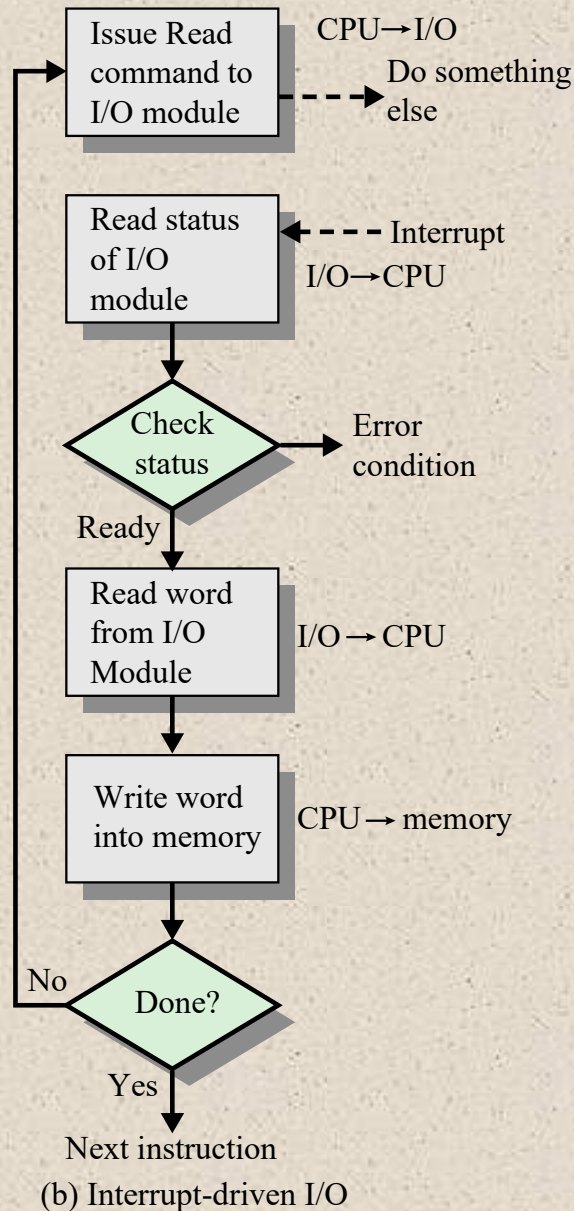 Issue Read
command to
I/O module
CPU→I/O
Do something
else
Read status
of I/O
module
Interrupt
I/O→CPU
Check
status
Error
condition
Ready
Read word
from I/O
Module
I/O → CPU
Write word
into memory
CPU → memory
Done?
No
Yes
Next instruction
(b) Interrupt-driven I/O